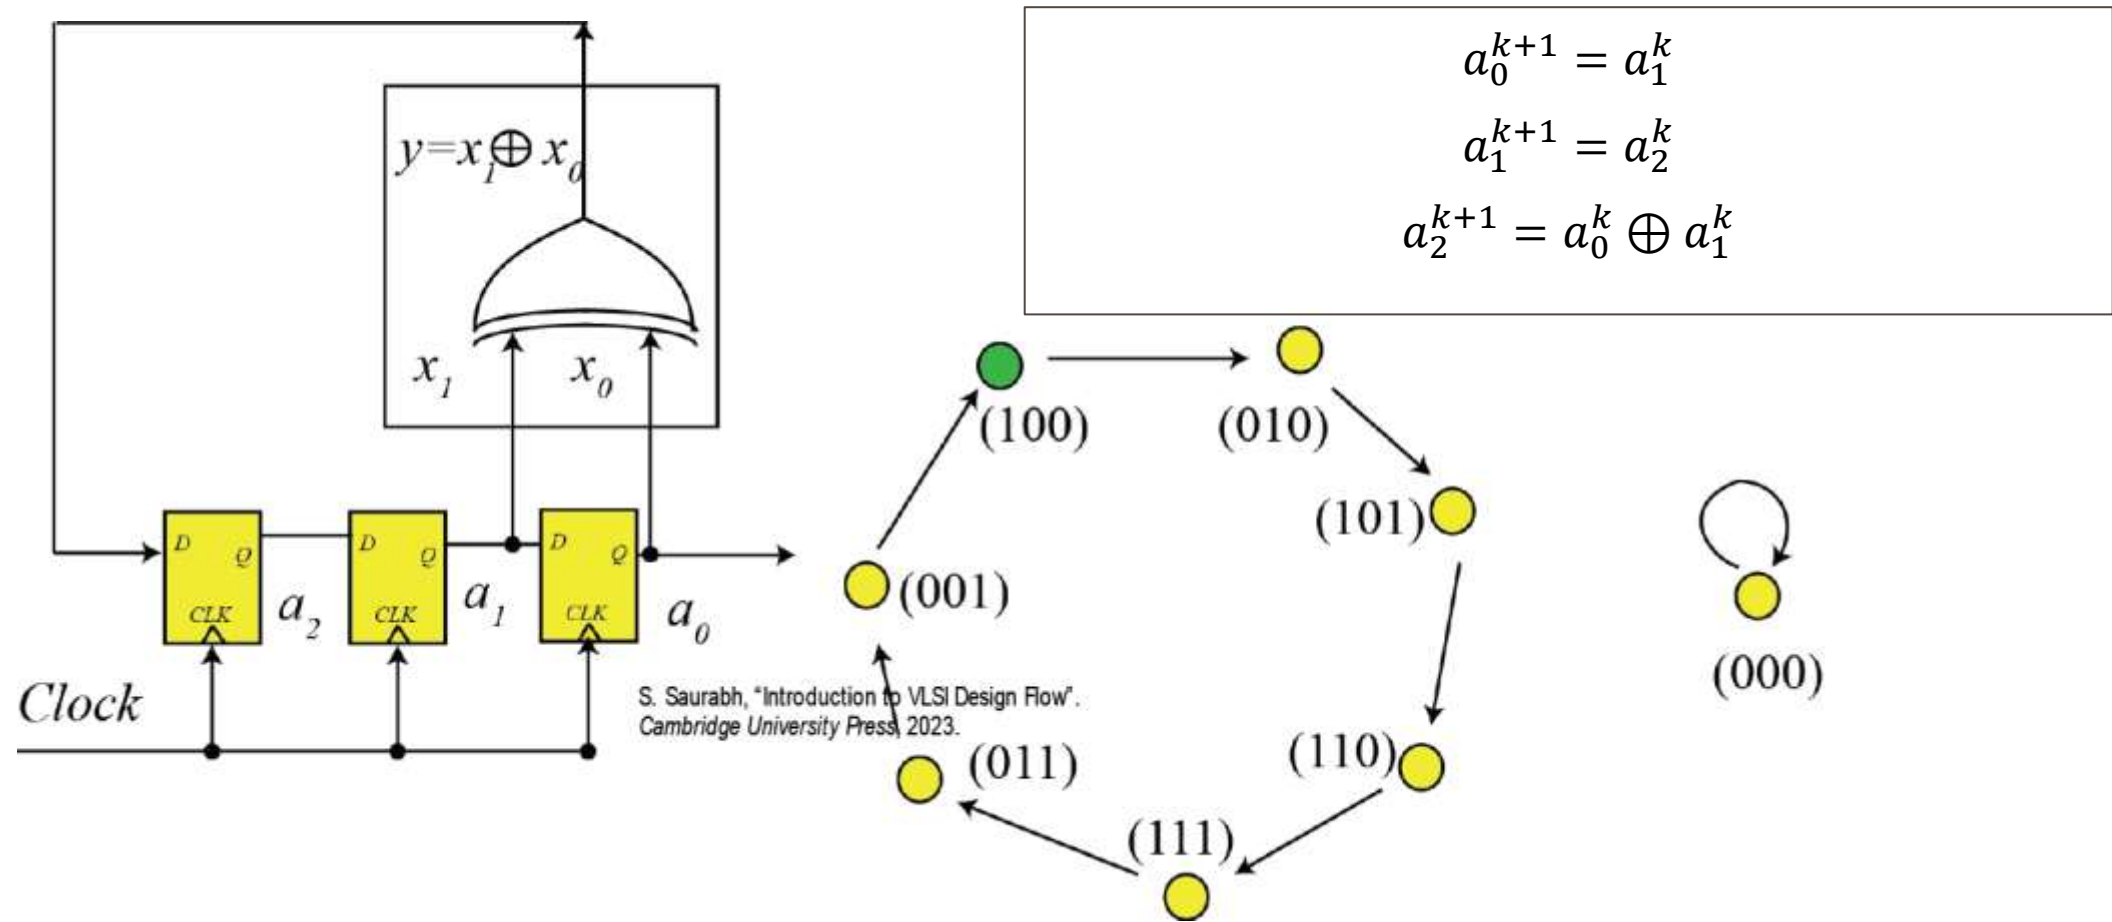 a_0^{k+1} = a_1^k
a_1^{k+1} = a_2^k
a_2^{k+1} = a_0^k ⊕ a_1^k
y=x_1⊕ x_0
x_1 x_0
D Q CLK a_2
D Q CLK a_1
D Q CLK a_0
Clock
S. Saurabh, "Introduction to VLSI Design Flow".
Cambridge University Press, 2023.
(100)
(010)
(101)
(110)
(111)
(011)
(001)
(000)